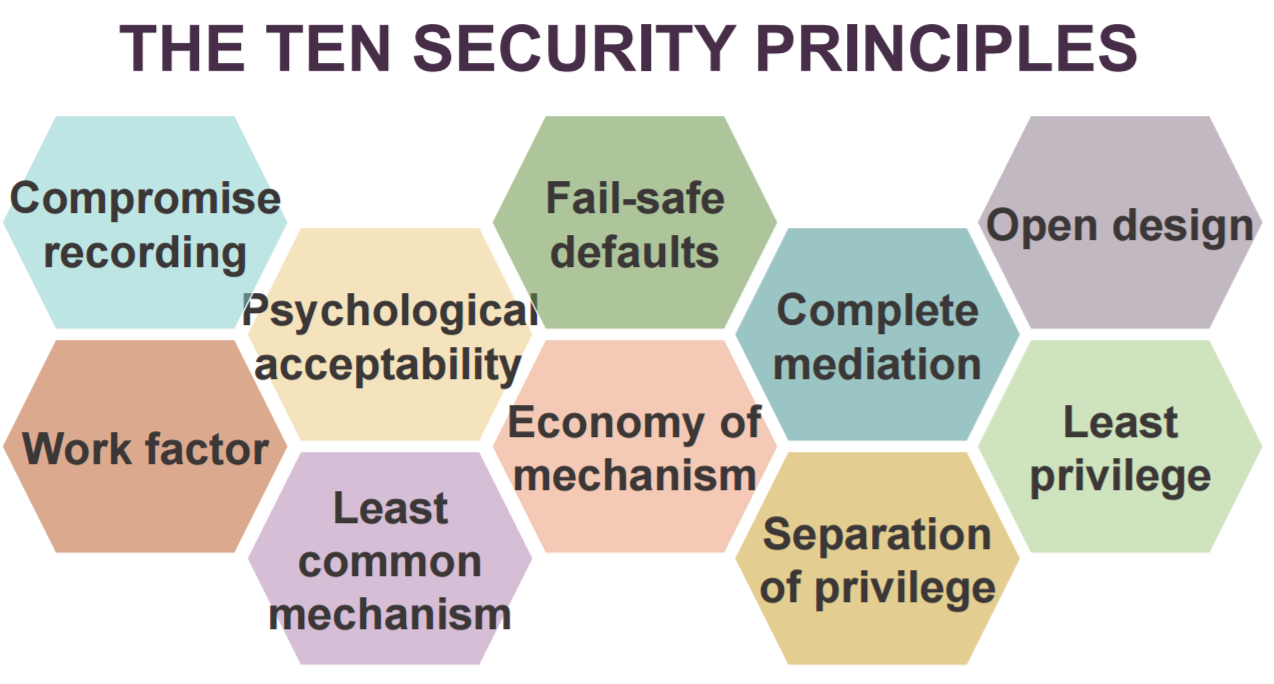 THE TEN SECURITY PRINCIPLES
Compromise
recording
Fail-safe
defaults
Open design
Psychological
acceptability
Complete
mediation
Work factor
Economy of
mechanism
Least
privilege
Least
common
mechanism
Separation
of privilege